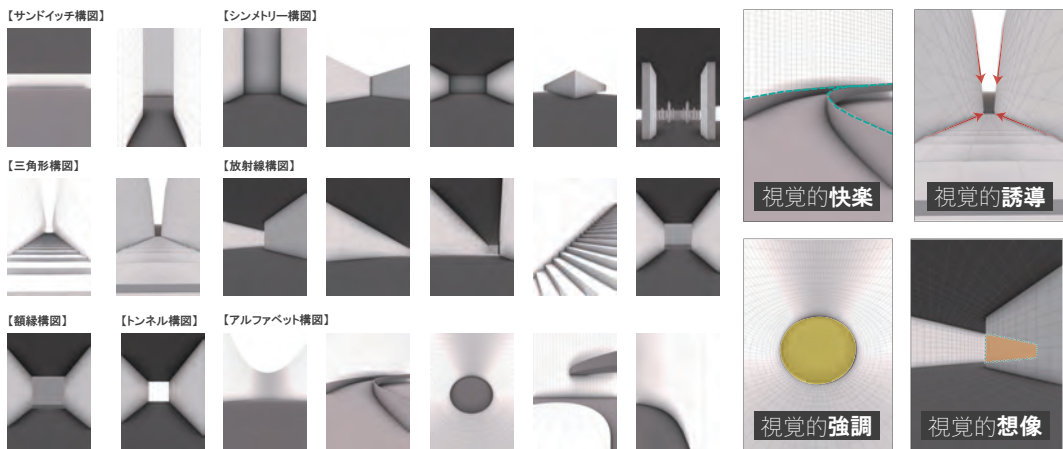 【サンドイッチ構図】
【シンメトリー構図】
【三角形構図】
【放射線構図】
【額縁構図】
【トンネル構図】
【アルファベット構図】
視覚的快楽
視覚的誘導
視覚的強調
視覚的想像